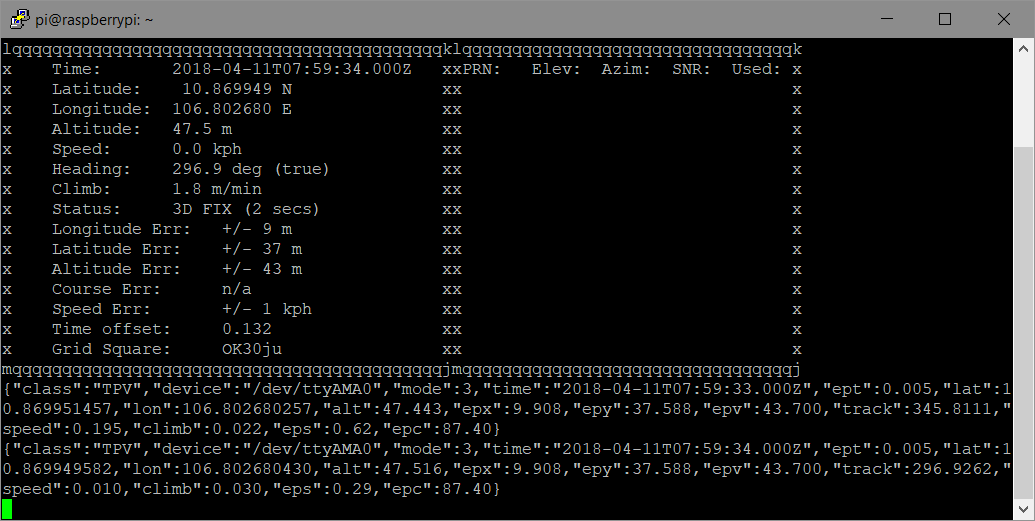 pi@raspberrypi: ~
lqqqqqqqqqqqqqqqqqqqqqqqqqqqqqqqqqqqqqqqqqqqklqqqqqqqqqqqqqqqqqqqqqqqqqqqqqqqqqk
x    Time:       2018-04-11T07:59:34.000Z   xxPRN:   Elev:  Azim:  SNR:  Used: x
x    Latitude:    10.869949 N               xx                                 x
x    Longitude:  106.802680 E               xx                                 x
x    Altitude:   47.5 m                     xx                                 x
x    Speed:      0.0 kph                    xx                                 x
x    Heading:    296.9 deg (true)           xx                                 x
x    Climb:      1.8 m/min                  xx                                 x
x    Status:     3D FIX (2 secs)            xx                                 x
x    Longitude Err:   +/- 9 m               xx                                 x
x    Latitude Err:    +/- 37 m              xx                                 x
x    Altitude Err:    +/- 43 m              xx                                 x
x    Course Err:      n/a                   xx                                 x
x    Speed Err:       +/- 1 kph             xx                                 x
x    Time offset:     0.132                 xx                                 x
x    Grid Square:     OK30ju                xx                                 x
mqqqqqqqqqqqqqqqqqqqqqqqqqqqqqqqqqqqqqqqqqqqjmqqqqqqqqqqqqqqqqqqqqqqqqqqqqqqqqqj
{"class":"TPV","device":"/dev/ttyAMA0","mode":3,"time":"2018-04-11T07:59:33.000Z","ept":0.005,"lat":1
0.869951457,"lon":106.802680257,"alt":47.443,"epx":9.908,"epy":37.588,"epv":43.700,"track":345.8111,"
speed":0.195,"climb":0.022,"eps":0.62,"epc":87.40}
{"class":"TPV","device":"/dev/ttyAMA0","mode":3,"time":"2018-04-11T07:59:34.000Z","ept":0.005,"lat":1
0.869949582,"lon":106.802680430,"alt":47.516,"epx":9.908,"epy":37.588,"epv":43.700,"track":296.9262,"
speed":0.010,"climb":0.030,"eps":0.29,"epc":87.40}